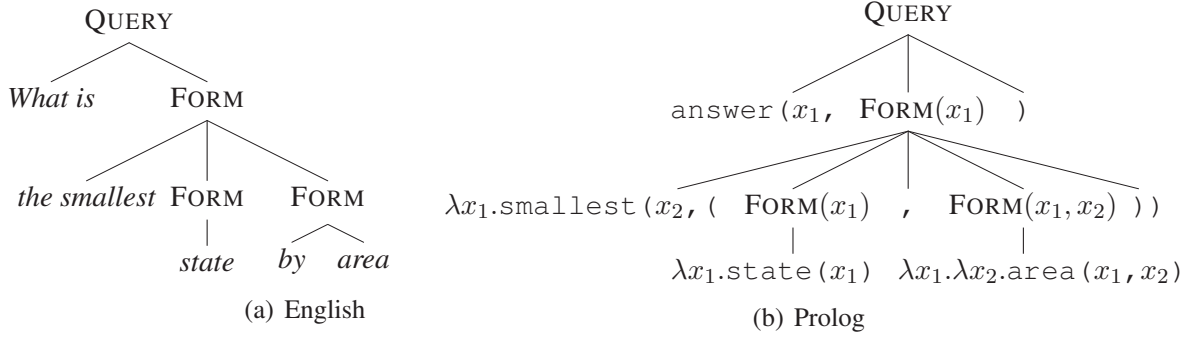 QUERY
What is FORM
the smallest FORM FORM
state by area
(a) English
QUERY
answer(x₁, FORM(x₁) )
λx₁.smallest(x₂,( FORM(x₁) , FORM(x₁, x₂) ))
λx₁.state(x₁) λx₁.λx₂.area(x₁,x₂)
(b) Prolog